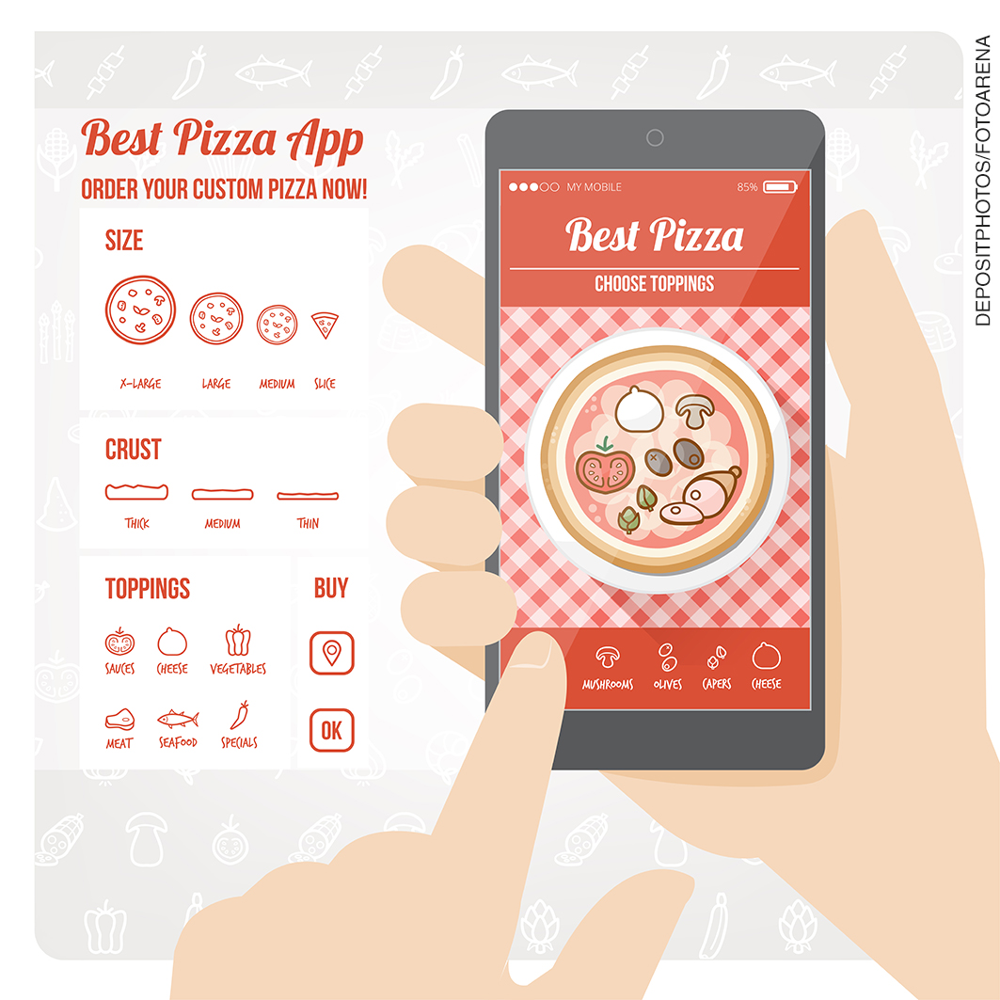 Best Pizza App
ORDER YOUR CUSTOM PIZZA NOW!
SIZE
X-LARGE LARGE MEDIUM SLICE
CRUST
THICK MEDIUM THIN
TOPPINGS
SAUCES CHEESE VEGETABLES
MEAT SEAFOOD SPECIALS
BUY
OK
MY MOBILE 85%
Best Pizza
CHOOSE TOPPINGS
MUSHROOMS OLIVES CAPERS CHEESE
DEPOSITPHOTOS/FOTOARENA